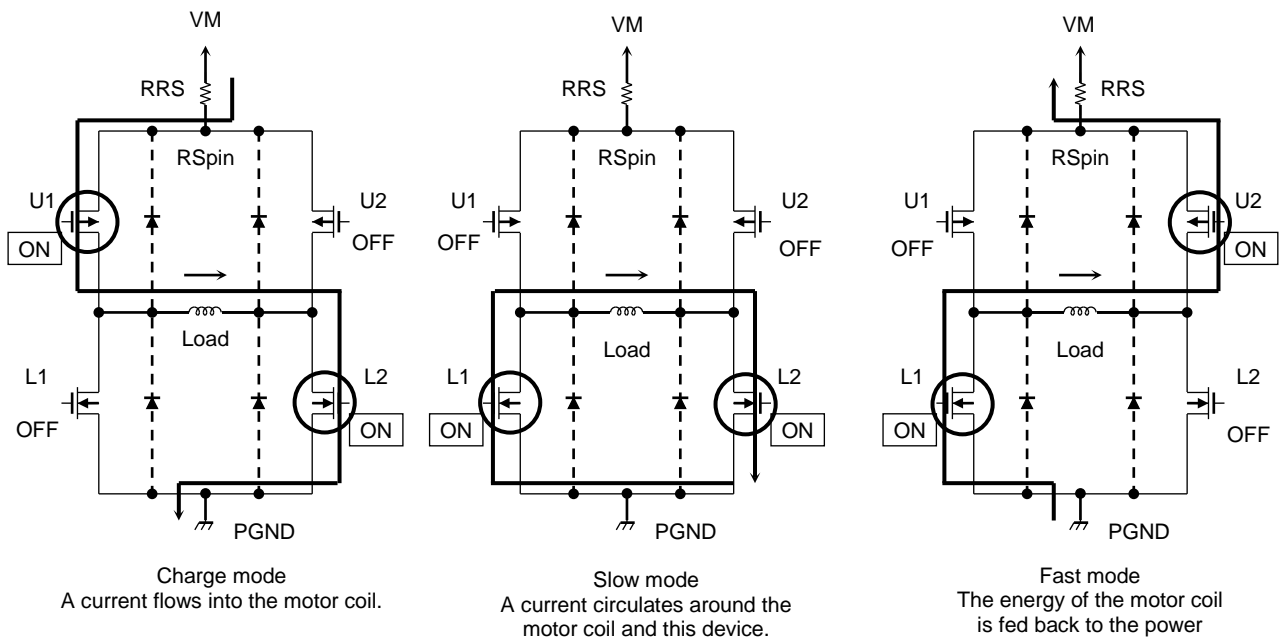 VM
RRS
RSpin
U1
ON
U2
OFF
Load
L1
OFF
L2
ON
PGND
Charge mode
A current flows into the motor coil.
VM
RRS
RSpin
U1
OFF
U2
OFF
Load
L1
ON
L2
ON
PGND
Slow mode
A current circulates around the
motor coil and this device.
VM
RRS
RSpin
U1
OFF
U2
ON
Load
L1
ON
L2
OFF
PGND
Fast mode
The energy of the motor coil
is fed back to the power